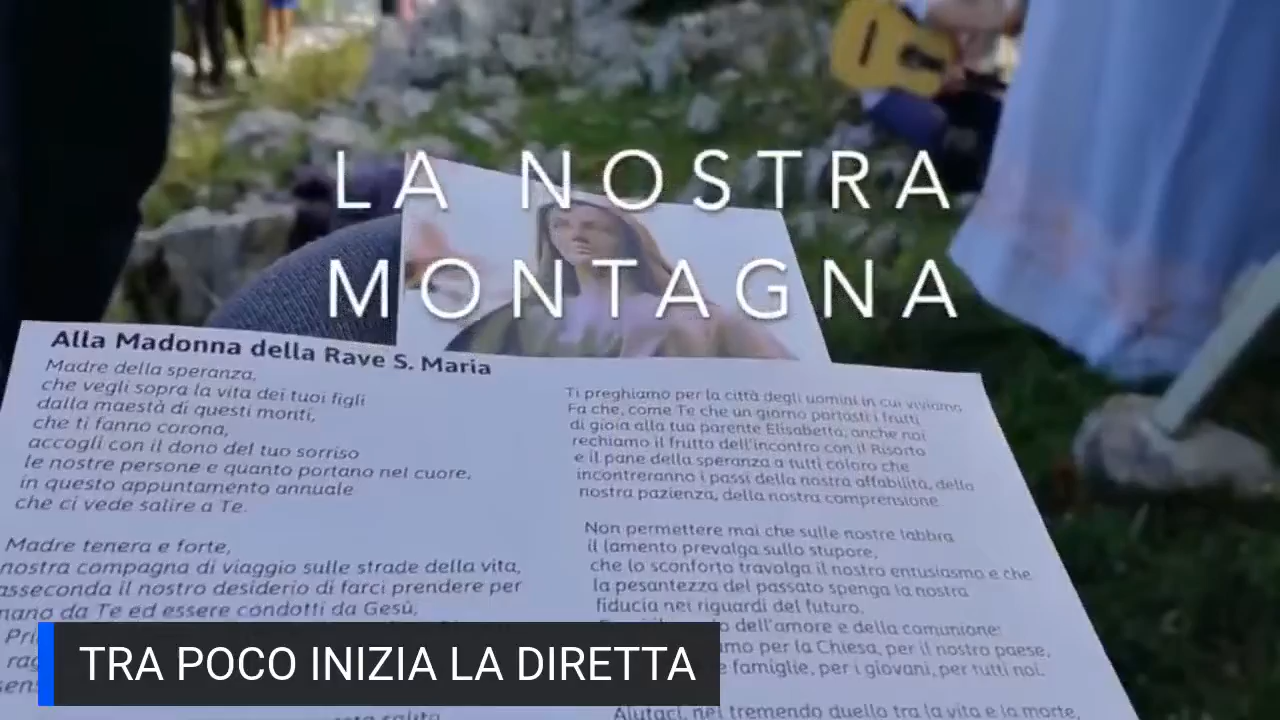 LA NOSTRA
MONTAGNA
Alla Madonna della Rave S. Maria
Madre della speranza,
che vegli sopra la vita dei tuoi figli
dalla maestà di questi monti,
che ti fanno corona,
accogli con il dono del tuo sorriso
le nostre persone e quanto portano nel cuore,
in questo appuntamento annuale
che ci vede salire a Te.
Madre tenera e forte,
nostra compagna di viaggio sulle strade della vita,
asseconda il nostro desiderio di farci prendere per
mano da Te ed essere condotti da Gesù,
Ti preghiamo per la città degli uomini in cui viviamo
Fa che, come Te che un giorno portasti i frutti
di gioia alla tua parente Elisabetta, anche noi
rechiamo il frutto dell'incontro con il Risorto
e il pane della speranza a tutti coloro che
incontreranno i passi della nostra affabilità, della
nostra pazienza, della nostra comprensione
Non permettere mai che sulle nostre labbra
il lamento prevalga sullo stupore,
che lo sconforto travolga il nostro entusiasmo e che
la pesantezza del passato spenga la nostra
fiducia nei riguardi del futuro.
dell'amore e della comunione:
per la Chiesa, per il nostro paese,
famiglie, per i giovani, per tutti noi.
Aiutaci, nel tremendo duello tra la vita e la morte,
TRA POCO INIZIA LA DIRETTA